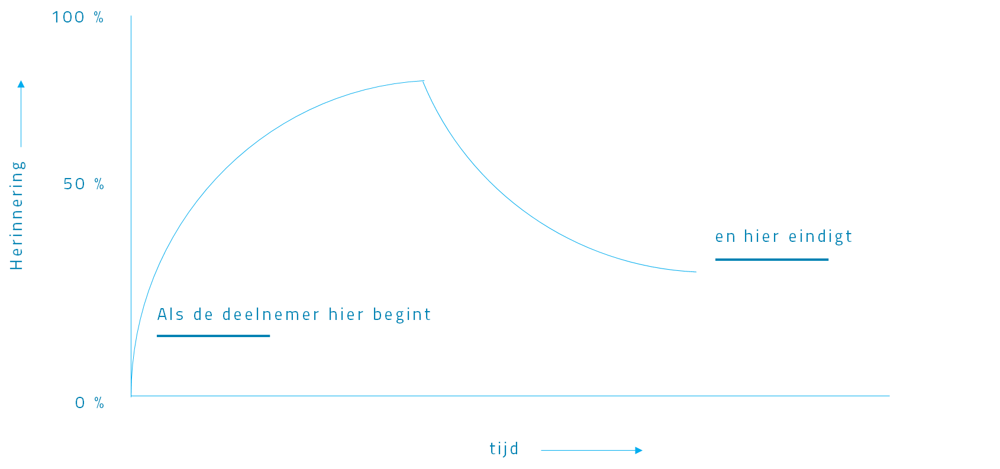 100 %
50 %
0 %
Herinnering
Als de deelnemer hier begint
en hier eindigt
tijd